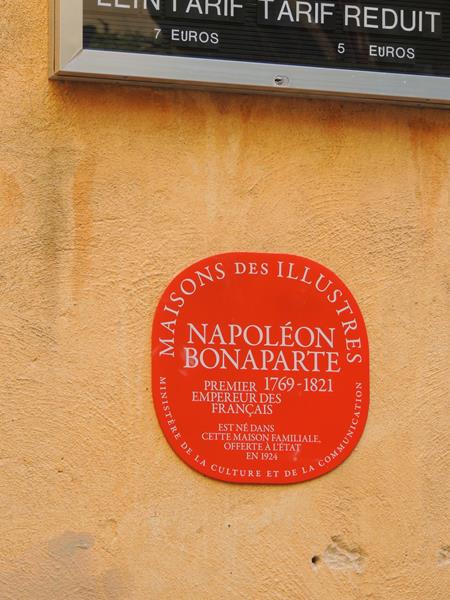 TARIF TARIF REDUIT
7 EUROS 5 EUROS
MAISONS DES ILLUSTRES
NAPOLÉON
BONAPARTE
PREMIER 1769-1821
EMPEREUR DES
FRANÇAIS
EST NÉ DANS
CETTE MAISON FAMILIALE,
OFFERTE À L'ÉTAT
EN 1924
MINISTÈRE DE LA CULTURE ET DE LA COMMUNICATION